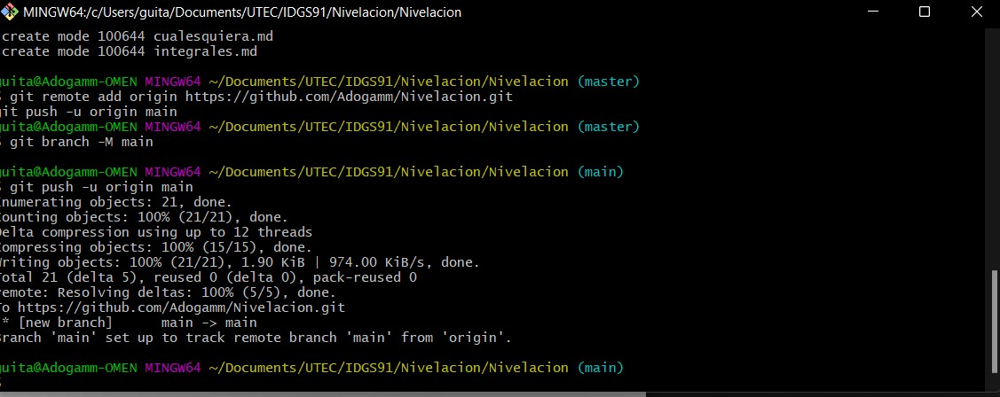 MINGW64:/c/Users/guita/Documents/UTEC/IDGS91/Nivelacion/Nivelacion
create mode 100644 cualesquiera.md
create mode 100644 integrales.md
guita@Adogamm-OMEN MINGW64 ~/Documents/UTEC/IDGS91/Nivelacion/Nivelacion (master)
$ git remote add origin https://github.com/Adogamm/Nivelacion.git
git push -u origin main
guita@Adogamm-OMEN MINGW64 ~/Documents/UTEC/IDGS91/Nivelacion/Nivelacion (master)
$ git branch -M main
guita@Adogamm-OMEN MINGW64 ~/Documents/UTEC/IDGS91/Nivelacion/Nivelacion (main)
$ git push -u origin main
Enumerating objects: 21, done.
Counting objects: 100% (21/21), done.
Delta compression using up to 12 threads
Compressing objects: 100% (15/15), done.
Writing objects: 100% (21/21), 1.90 KiB | 974.00 KiB/s, done.
Total 21 (delta 5), reused 0 (delta 0), pack-reused 0
remote: Resolving deltas: 100% (5/5), done.
To https://github.com/Adogamm/Nivelacion.git
* [new branch]      main -> main
Branch 'main' set up to track remote branch 'main' from 'origin'.
guita@Adogamm-OMEN MINGW64 ~/Documents/UTEC/IDGS91/Nivelacion/Nivelacion (main)
$